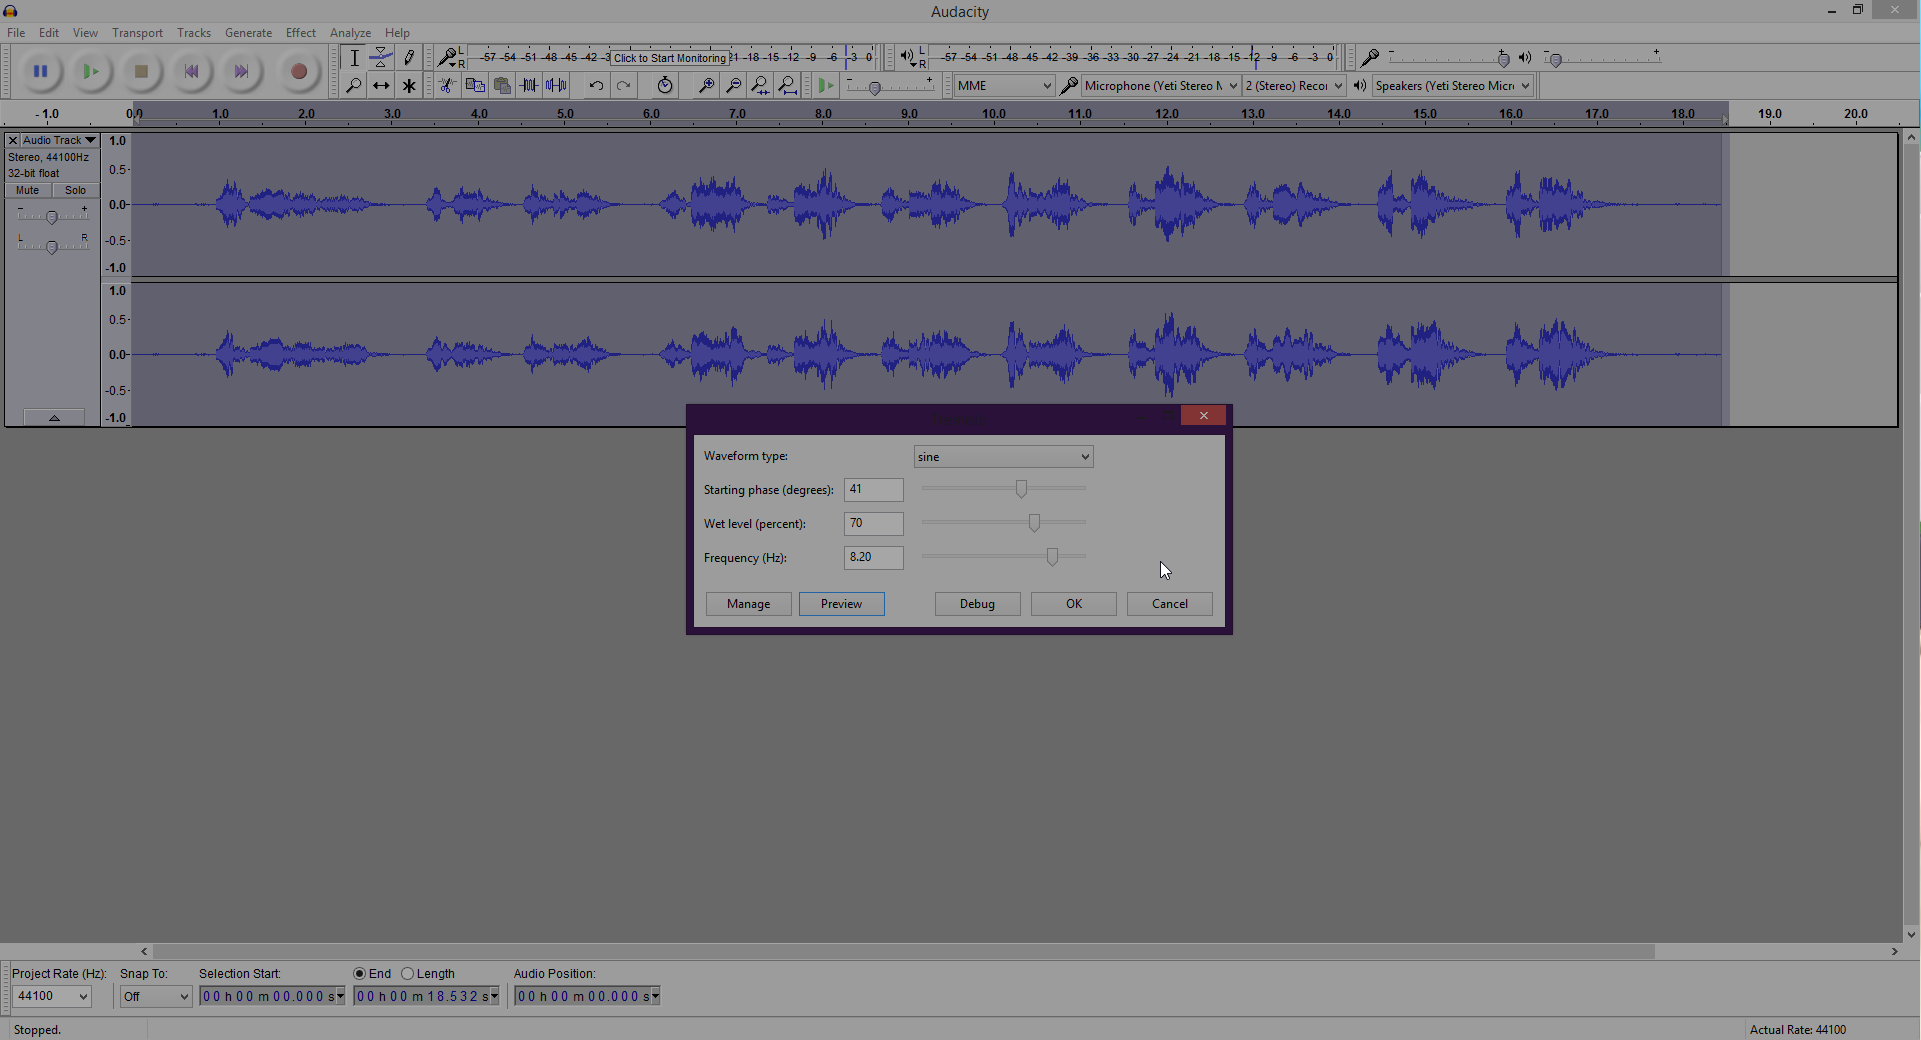 Audacity
File Edit View Transport Tracks Generate Effect Analyze Help
L R -57 -54 -51 -48 -45 -42 -3 Click to Start Monitoring 21 -18 -15 -12 -9 -6 -3 0 L R -57 -54 -51 -48 -45 -42 -39 -36 -33 -30 -27 -24 -21 -18 -15 -12 -9 -6 -3 0 - + - +
- + MME Microphone (Yeti Stereo M 2 (Stereo) Recor Speakers (Yeti Stereo Micr
- 1.0 0.0 1.0 2.0 3.0 4.0 5.0 6.0 7.0 8.0 9.0 10.0 11.0 12.0 13.0 14.0 15.0 16.0 17.0 18.0 19.0 20.0
Audio Track 1.0
Stereo, 44100Hz
32-bit float 0.5-
Mute Solo
- + 0.0-
L R -0.5-
-1.0
1.0
0.5-
0.0-
-0.5-
-1.0
Waveform type: sine
Starting phase (degrees): 41
Wet level (percent): 70
Frequency (Hz): 8.20
Manage Preview Debug OK Cancel
Project Rate (Hz): Snap To: Selection Start: End Length Audio Position:
44100 Off 00 h 00 m 00.000 s 00 h 00 m 18.532 s 00 h 00 m 00.000 s
Stopped. Actual Rate: 44100